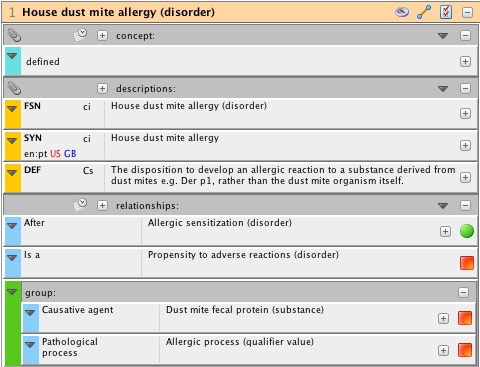 1 House dust mite allergy (disorder)
concept:
defined
descriptions:
FSN ci House dust mite allergy (disorder)
SYN ci House dust mite allergy
en:pt US GB
DEF Cs The disposition to develop an allergic reaction to a substance derived from
dust mites e.g. Der p1, rather than the dust mite organism itself.
relationships:
After Allergic sensitization (disorder)
Is a Propensity to adverse reactions (disorder)
group:
Causative agent Dust mite fecal protein (substance)
Pathological Allergic process (qualifier value)
process